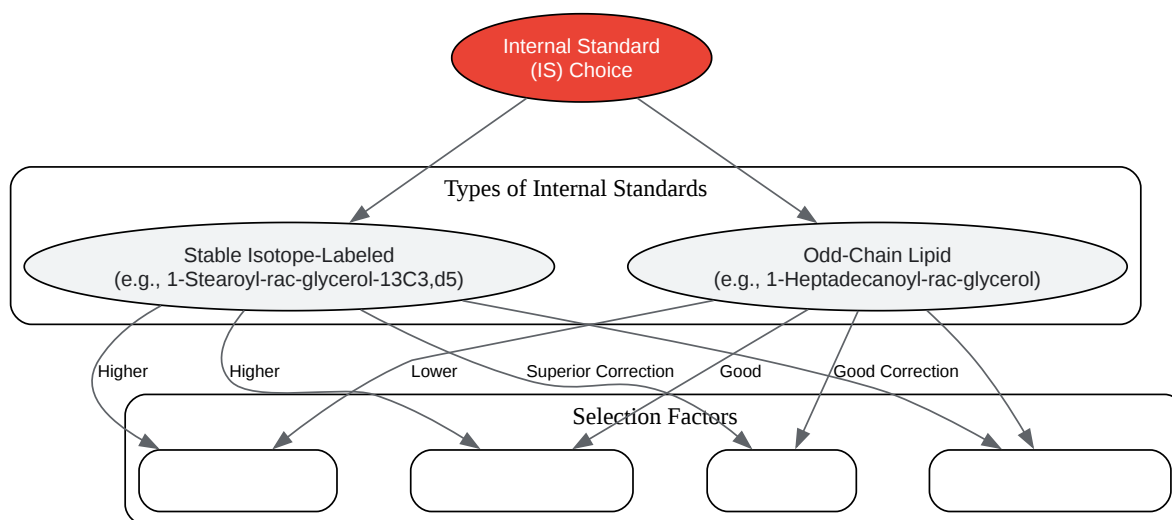 Internal Standard
(IS) Choice
Types of Internal Standards
Stable Isotope-Labeled
(e.g., 1-Stearoyl-rac-glycerol-13C3,d5)
Odd-Chain Lipid
(e.g., 1-Heptadecanoyl-rac-glycerol)
Higher
Higher
Lower
Superior Correction
Good
Good Correction
Selection Factors